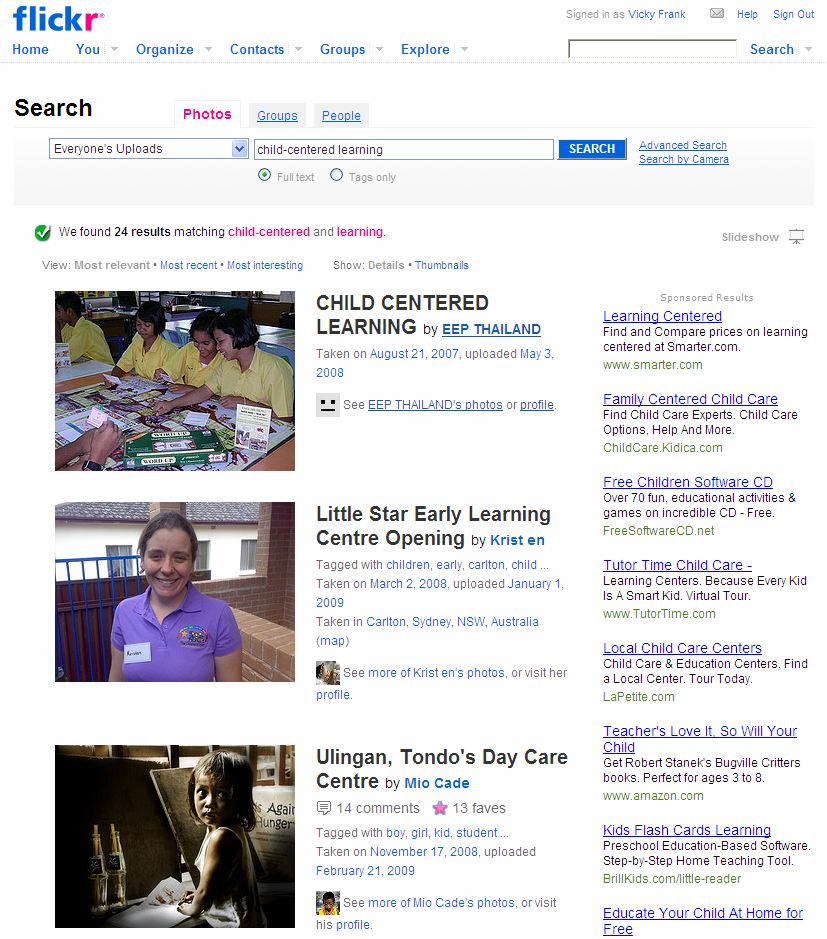 flickr
Signed in as Vicky Frank Help Sign Out
Home You Organize Contacts Groups Explore Search
Search Photos Groups People
Everyone's Uploads child-centered learning SEARCH Advanced Search
Search by Camera
Full text Tags only
We found 24 results matching child-centered and learning.
Slideshow
View: Most relevant • Most recent • Most interesting Show: Details • Thumbnails
CHILD CENTERED
LEARNING by EEP THAILAND
Taken on August 21, 2007, uploaded May 3,
2008
See EEP THAILAND's photos or profile.
WORD UP
WORD UP
Little Star Early Learning
Centre Opening by Krist en
Tagged with children, early, carlton, child ...
Taken on March 2, 2008, uploaded January 1,
2009
Taken in Carlton, Sydney, NSW, Australia
(map)
See more of Krist en's photos, or visit her
profile.
Ulingan, Tondo's Day Care
Centre by Mio Cade
14 comments 13 faves
Tagged with boy, girl, kid, student ...
Taken on November 17, 2008, uploaded
February 21, 2009
See more of Mio Cade's photos, or visit
his profile.
Again
Hunger
Sponsored Results
Learning Centered
Find and Compare prices on learning
centered at Smarter.com.
www.smarter.com
Family Centered Child Care
Find Child Care Experts. Child Care
Options, Help And More.
ChildCare.Kidica.com
Free Children Software CD
Over 70 fun, educational activities &
games on incredible CD - Free.
FreeSoftwareCD.net
Tutor Time Child Care -
Learning Centers. Because Every Kid
Is A Smart Kid. Virtual Tour.
www.TutorTime.com
Local Child Care Centers
Child Care & Education Centers. Find
a Local Center. Tour Today.
LaPetite.com
Teacher's Love It, So Will Your
Child
Get Robert Stanek's Bugville Critters
books. Perfect for ages 3 to 8.
www.amazon.com
Kids Flash Cards Learning
Preschool Education-Based Software.
Step-by-Step Home Teaching Tool.
BrillKids.com/little-reader
Educate Your Child At Home for
Free